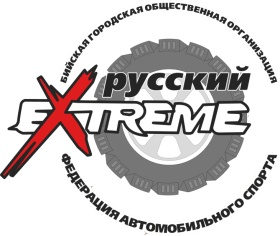 БИЙСКАЯ ГОРОДСКАЯ ОБЩЕСТВЕННАЯ ОРГАНИЗАЦИЯ
русский
EXTREME
ФЕДЕРАЦИЯ АВТОМОБИЛЬНОГО СПОРТА